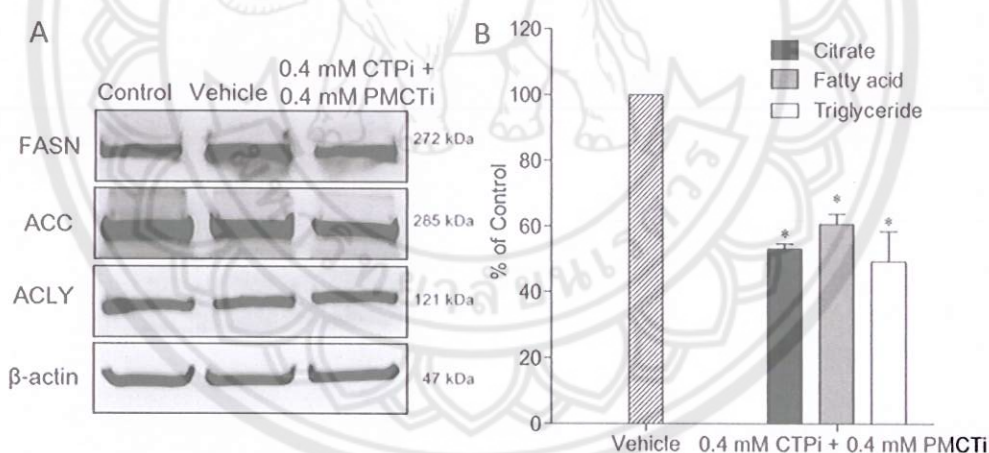 A
Control
Vehicle
0.4 mM CTPi +
0.4 mM PMCTi
FASN
272 kDa
ACC
285 kDa
ACLY
121 kDa
β-actin
47 kDa
B
% of Control
120
100
80
60
40
20
0
Citrate
Fatty acid
Triglyceride
*
*
*
Vehicle
0.4 mM CTPi + 0.4 mM PMCTi